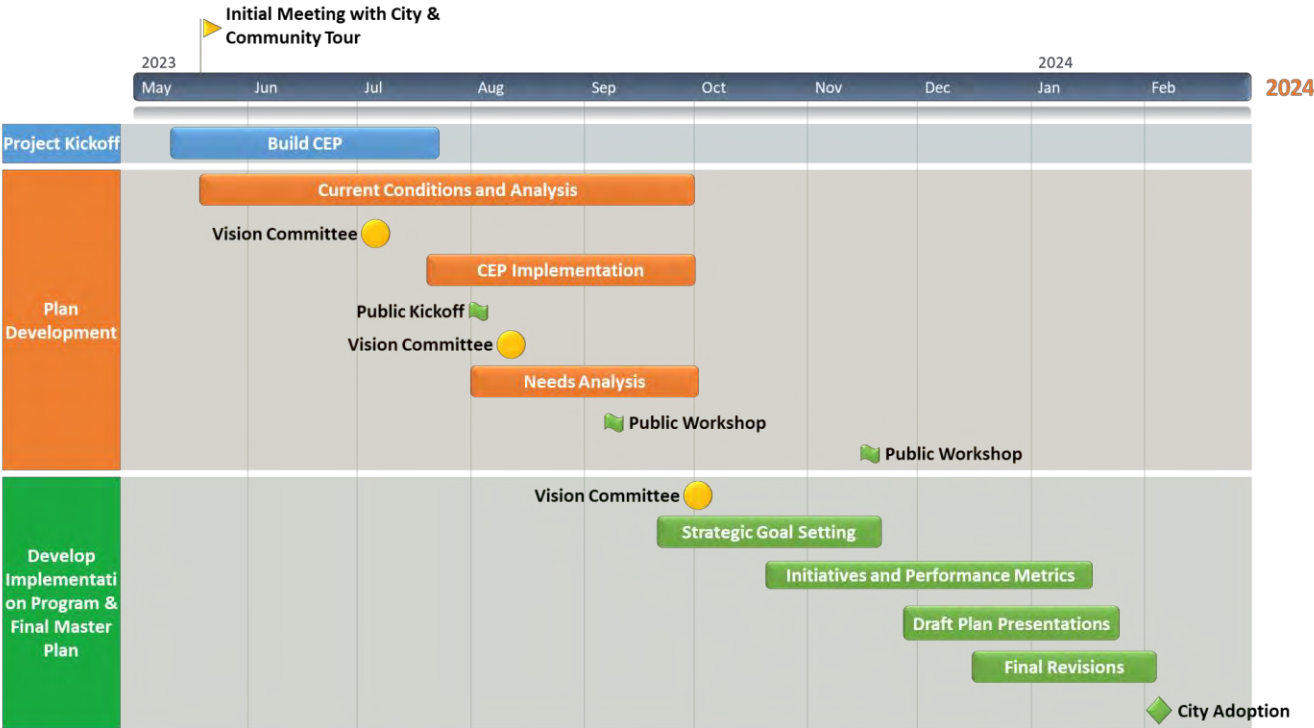 Initial Meeting with City &
Community Tour
2023
2024
May Jun Jul Aug Sep Oct Nov Dec Jan Feb
2024
Project Kickoff
Build CEP
Plan
Development
Current Conditions and Analysis
Vision Committee
CEP Implementation
Public Kickoff
Vision Committee
Needs Analysis
Public Workshop
Public Workshop
Develop
Implementati
on Program &
Final Master
Plan
Vision Committee
Strategic Goal Setting
Initiatives and Performance Metrics
Draft Plan Presentations
Final Revisions
City Adoption